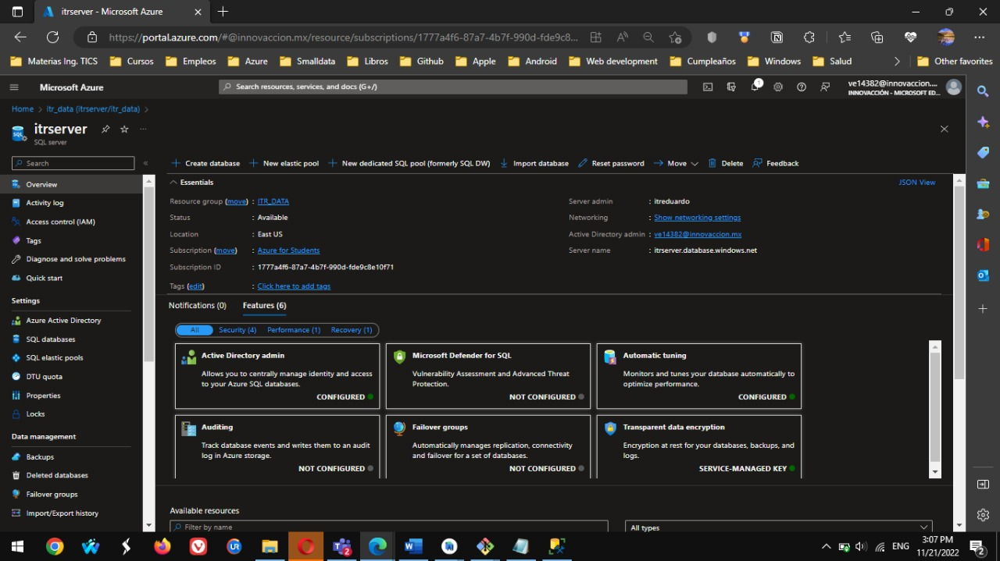 itrserver - Microsoft Azure
https://portal.azure.com/#@innovaccion.mx/resource/subscriptions/1777a4f6-87a7-4b7f-990d-fde9c8...
Materias Ing. TICS Cursos Empleos Azure Smalldata Libros Github Apple Android Web development Cumpleaños Windows Salud Other favorites
Microsoft Azure
Search resources, services, and docs (G+/)
1
ve14382@innovaccion....
INNOVACCIÓN - MICROSOFT ED...
Home > itr_data (itrserver/itr_data) >
itrserver
SQL
SQL server
Search
Create database New elastic pool New dedicated SQL pool (formerly SQL DW) Import database Reset password Move Delete Feedback
Overview
Activity log
Access control (IAM)
Tags
Diagnose and solve problems
Quick start
Settings
Azure Active Directory
SQL databases
SQL elastic pools
DTU quota
Properties
Locks
Data management
Backups
Deleted databases
Failover groups
Import/Export history
Essentials
JSON View
Resource group (move) : ITR_DATA
Status : Available
Location : East US
Subscription (move) : Azure for Students
Subscription ID : 1777a4f6-87a7-4b7f-990d-fde9c8e10f71
Tags (edit) : Click here to add tags
Server admin : itreduardo
Networking : Show networking settings
Active Directory admin : ve14382@innovaccion.mx
Server name : itrserver.database.windows.net
Notifications (0) Features (6)
All Security (4) Performance (1) Recovery (1)
Active Directory admin
Allows you to centrally manage identity and access
to your Azure SQL databases.
CONFIGURED
Microsoft Defender for SQL
Vulnerability Assessment and Advanced Threat
Protection.
NOT CONFIGURED
Automatic tuning
Monitors and tunes your database automatically to
optimize performance.
CONFIGURED
Auditing
Track database events and writes them to an audit
log in Azure storage.
NOT CONFIGURED
Failover groups
Automatically manages replication, connectivity
and failover for a set of databases.
NOT CONFIGURED
Transparent data encryption
Encryption at rest for your databases, backups, and
logs.
SERVICE-MANAGED KEY
Available resources
Filter by name
All types
UR
2
ENG
3:07 PM
11/21/2022
2